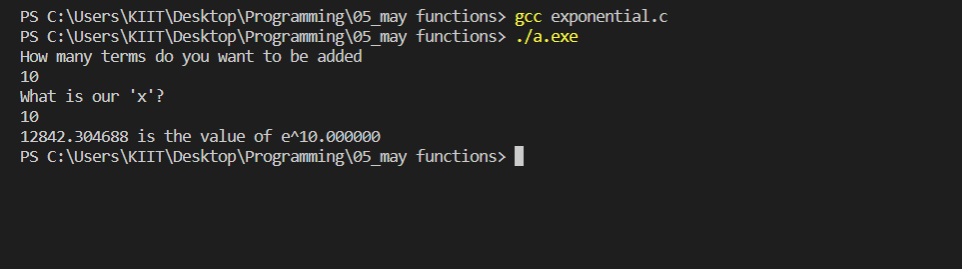 PS C:\Users\KIIT\Desktop\Programming\05_may functions> gcc exponential.c
PS C:\Users\KIIT\Desktop\Programming\05_may functions> ./a.exe
How many terms do you want to be added
10
What is our 'x'?
10
12842.304688 is the value of e^10.000000
PS C:\Users\KIIT\Desktop\Programming\05_may functions>